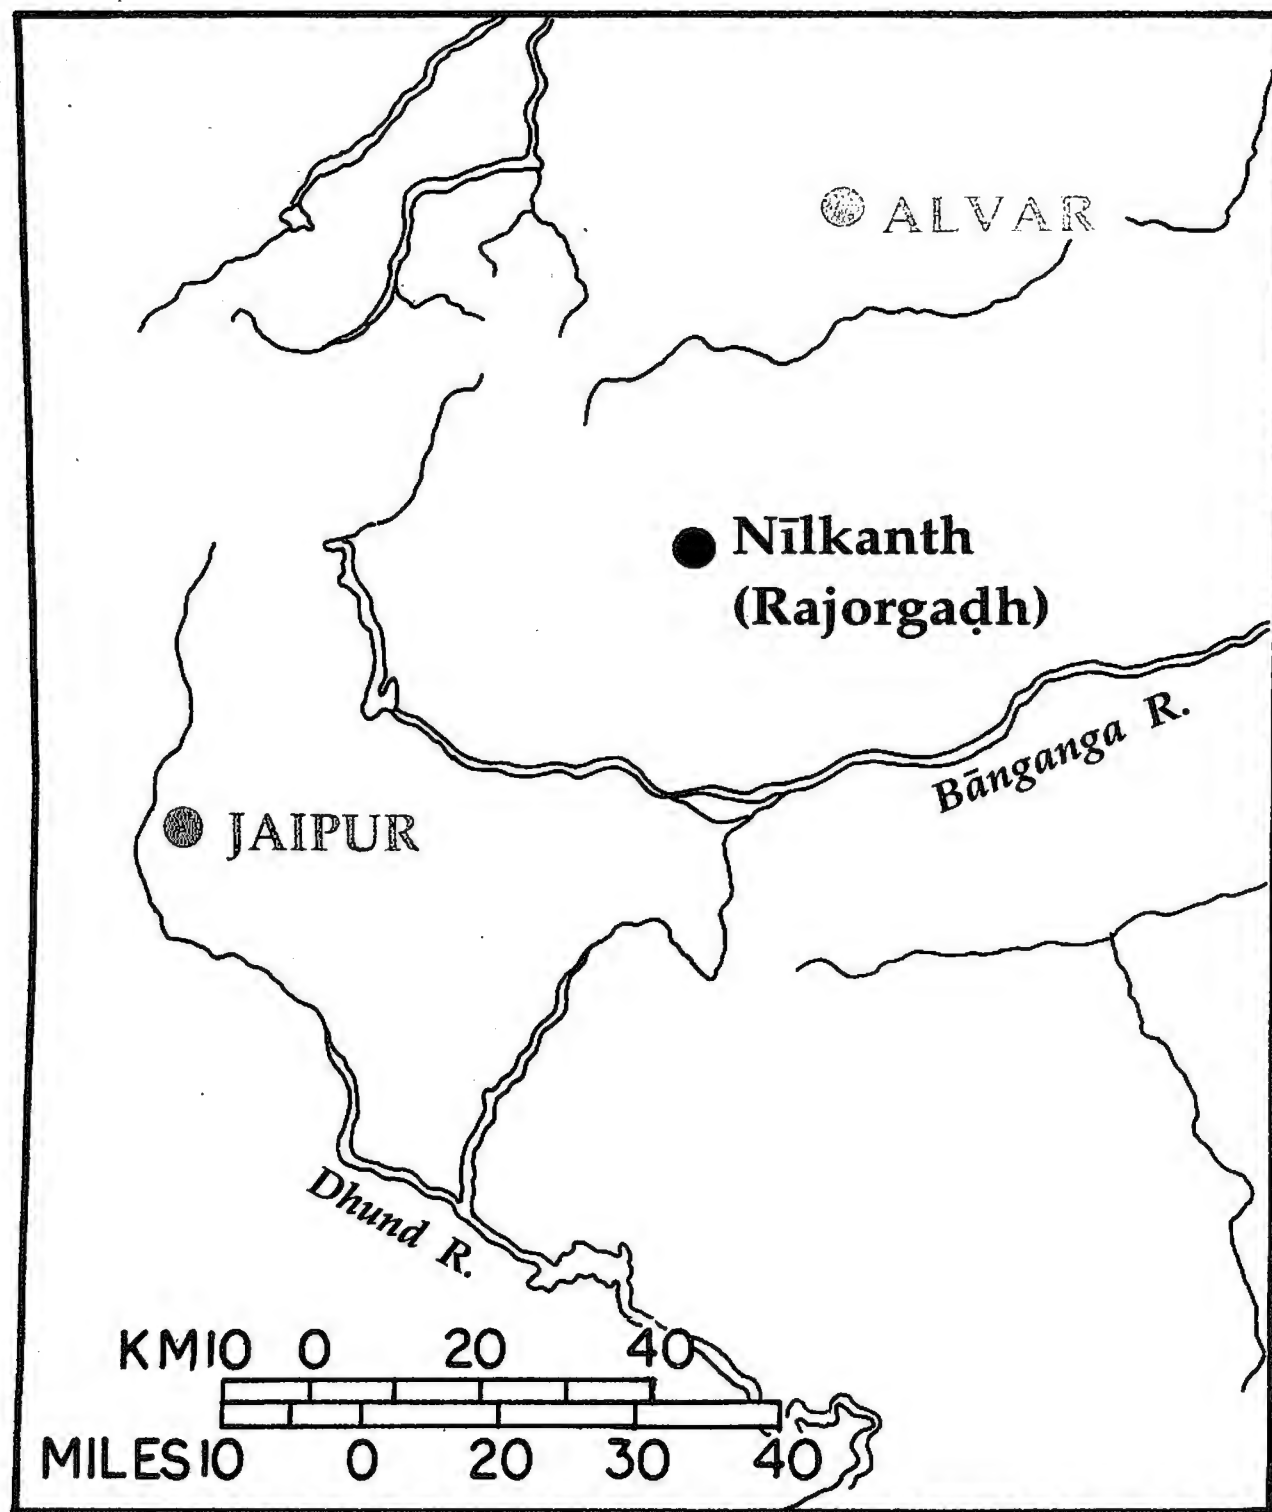 ALVAR
Nīlkanth
(Rajorgaḍh)
Bānganga R.
JAIPUR
Dhund R.
KM10 0 20 40
MILES10 0 20 30 40